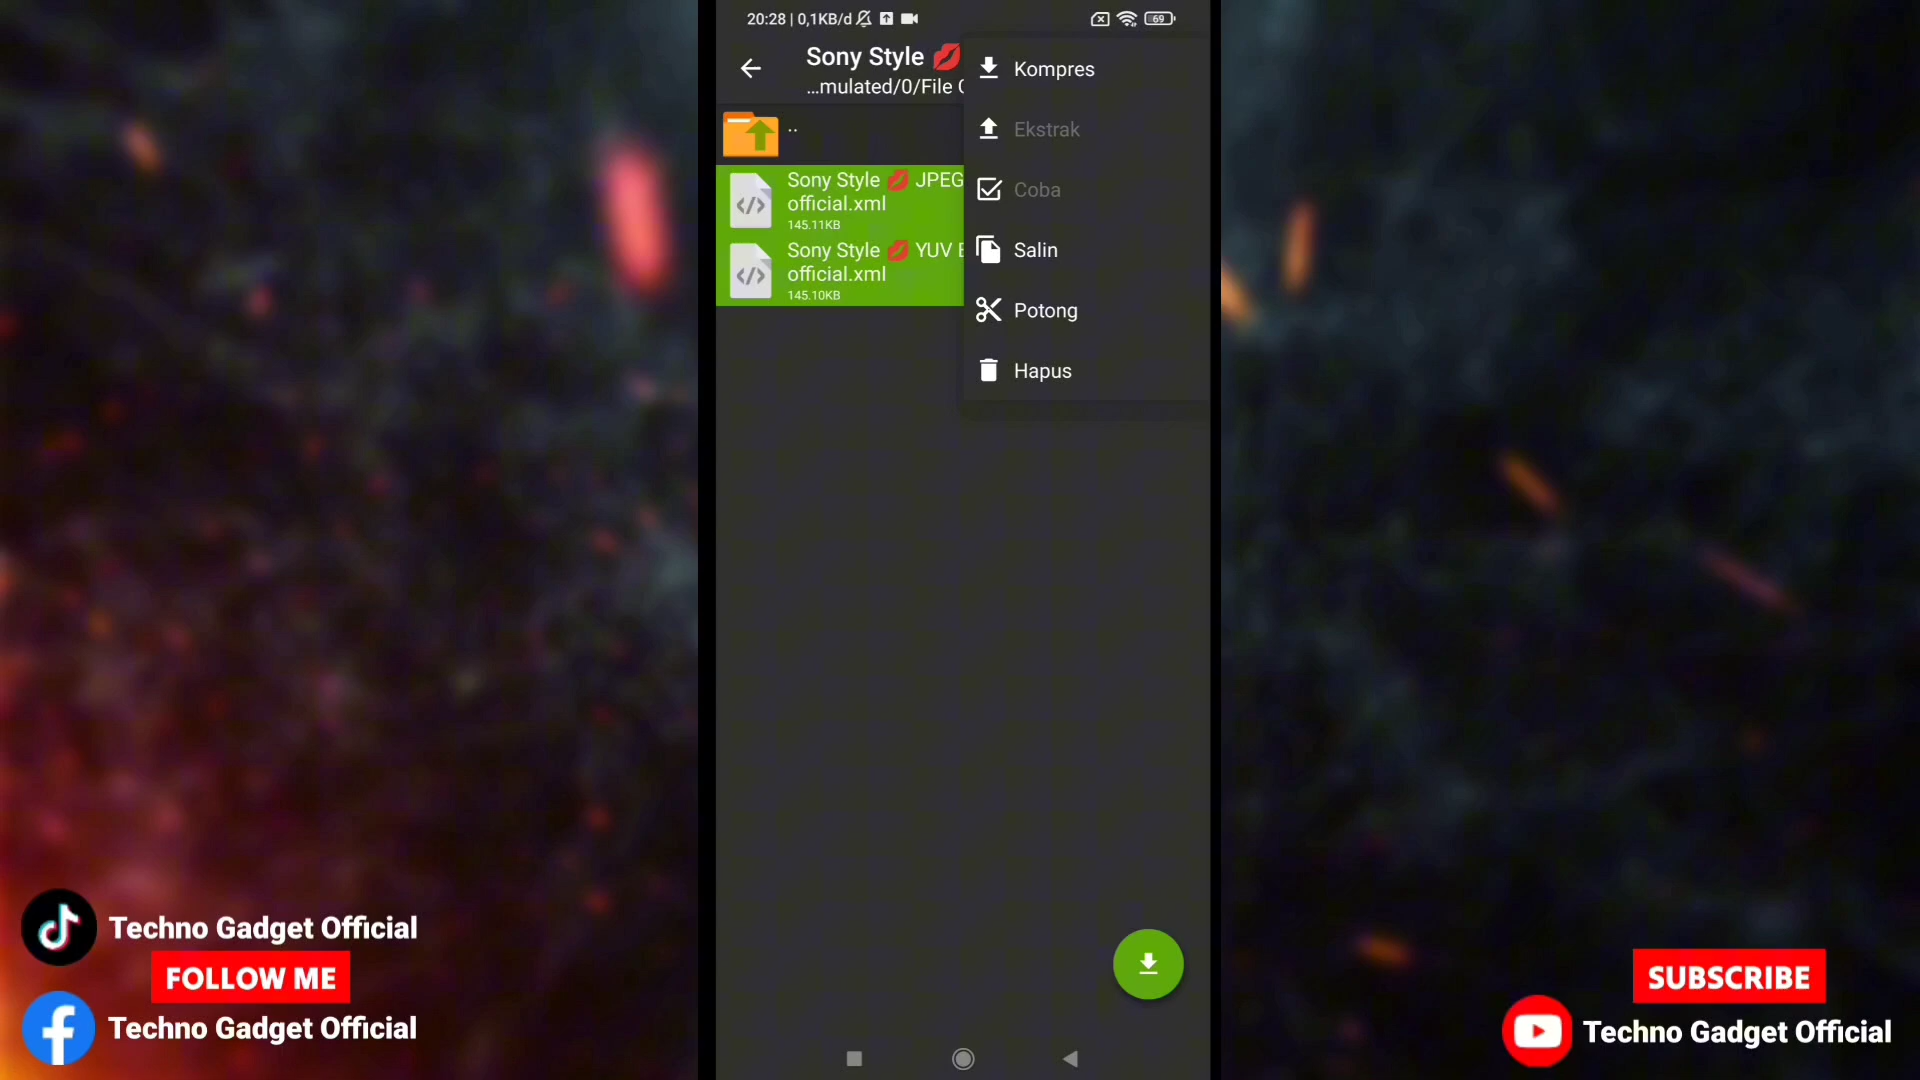 20:28 | 0,1KB/d
69
Sony Style 💋
...mulated/0/File
..
Sony Style 💋 JPEG
official.xml
145.11KB
Sony Style 💋 YUV
official.xml
145.10KB
Kompres
Ekstrak
Coba
Salin
Potong
Hapus
Techno Gadget Official
FOLLOW ME
Techno Gadget Official
SUBSCRIBE
Techno Gadget Official